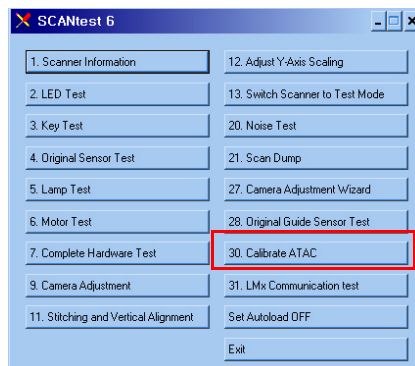 SCANtest 6
1. Scanner Information
2. LED Test
3. Key Test
4. Original Sensor Test
5. Lamp Test
6. Motor Test
7. Complete Hardware Test
9. Camera Adjustment
11. Stitching and Vertical Alignment
12. Adjust Y-Axis Scaling
13. Switch Scanner to Test Mode
20. Noise Test
21. Scan Dump
27. Camera Adjustment Wizard
28. Original Guide Sensor Test
30. Calibrate ATAC
31. LMx Communication test
Set Autoload OFF
Exit